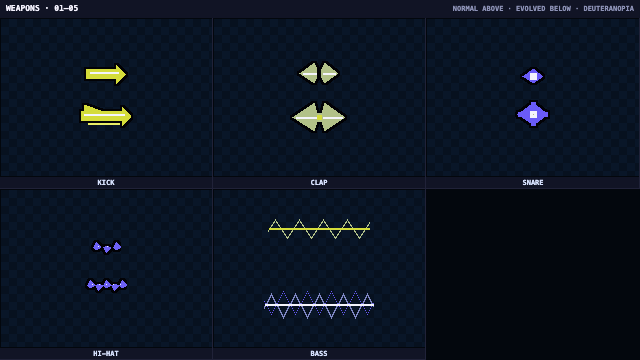 WEAPONS · 01—05
NORMAL ABOVE · EVOLVED BELOW · DEUTERANOPIA
KICK
CLAP
SNARE
HI—HAT
BASS